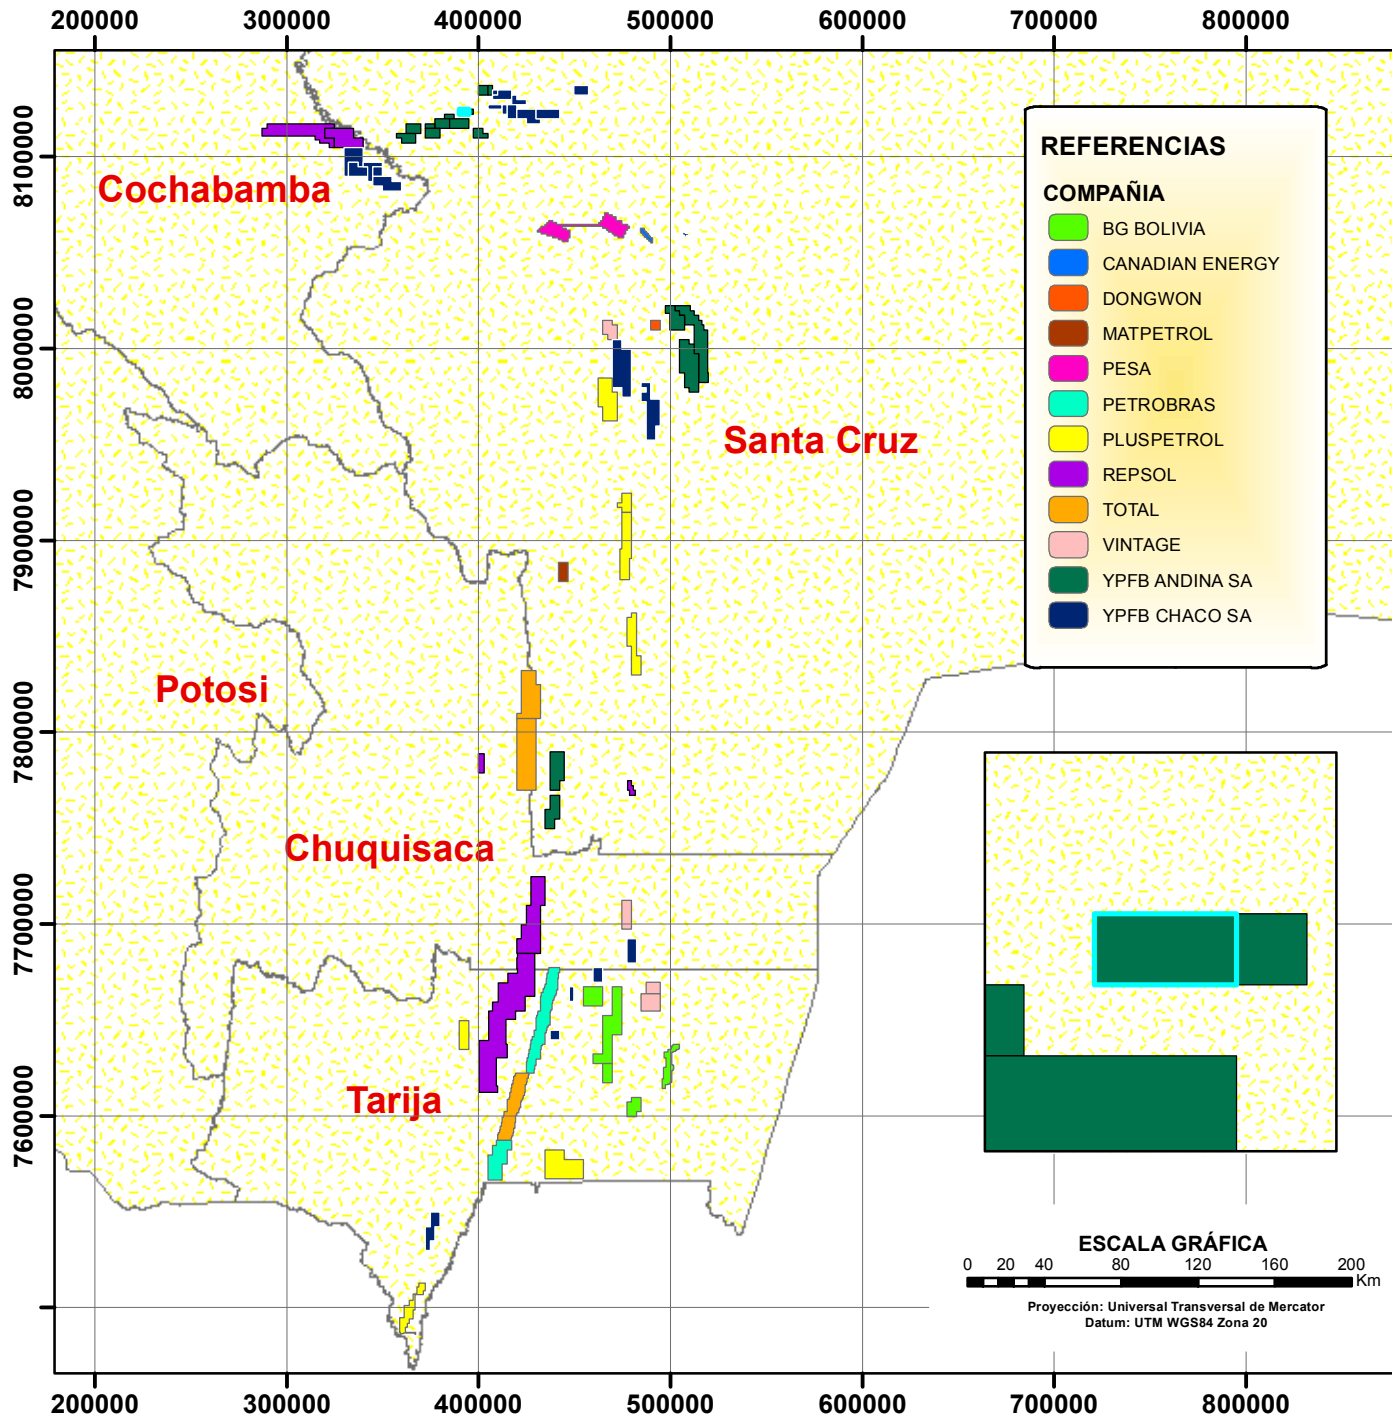 200000 300000 400000 500000 600000 700000 800000
8100000
8000000
7900000
7800000
7700000
7600000
Cochabamba
Santa Cruz
Potosi
Chuquisaca
Tarija
REFERENCIAS
COMPAÑIA
BG BOLIVIA
CANADIAN ENERGY
DONGWON
MATPETROL
PESA
PETROBRAS
PLUSPETROL
REPSOL
TOTAL
VINTAGE
YPFB ANDINA SA
YPFB CHACO SA
ESCALA GRÁFICA
0 20 40 80 120 160 200
Km
Proyección: Universal Transversal de Mercator
Datum: UTM WGS84 Zona 20
200000 300000 400000 500000 600000 700000 800000